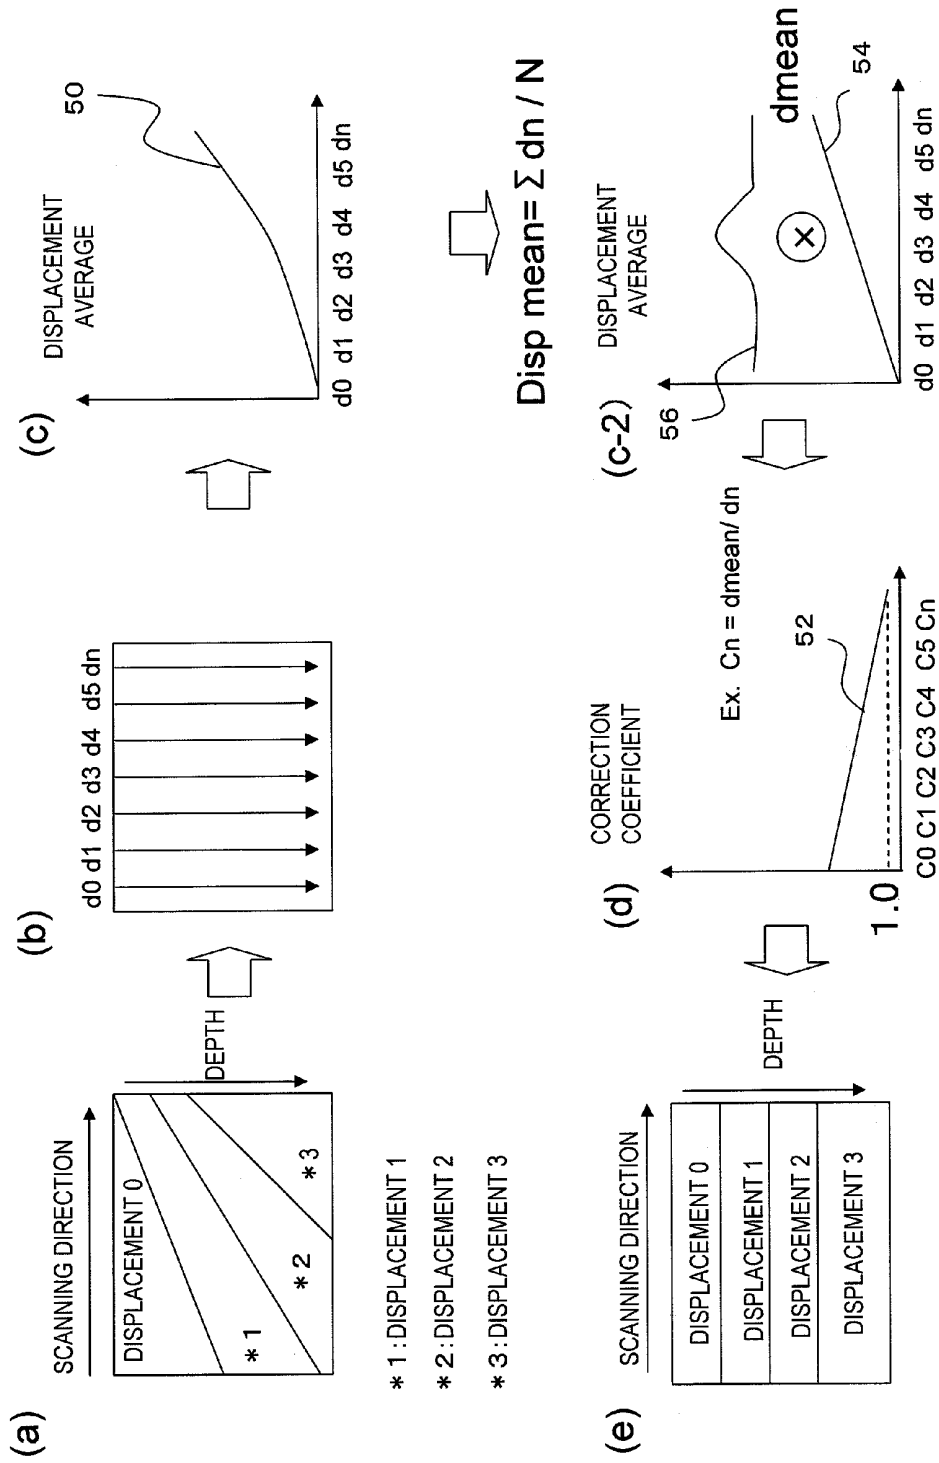 (a)
SCANNING DIRECTION
DISPLACEMENT 0
*1
*2
*3
DEPTH
*1:DISPLACEMENT 1
*2:DISPLACEMENT 2
*3:DISPLACEMENT 3
(b)
d0 d1 d2 d3 d4 d5 dn
(c)
DISPLACEMENT
AVERAGE
50
d0 d1 d2 d3 d4 d5 dn
Disp mean= Σ dn / N
(c-2)
DISPLACEMENT
AVERAGE
56
dmean
54
d0 d1 d2 d3 d4 d5 dn
(d)
CORRECTION
COEFFICIENT
Ex. Cn = dmean/ dn
52
1.0
C0 C1 C2 C3 C4 C5 Cn
(e)
SCANNING DIRECTION
DISPLACEMENT 0
DISPLACEMENT 1
DISPLACEMENT 2
DISPLACEMENT 3
DEPTH